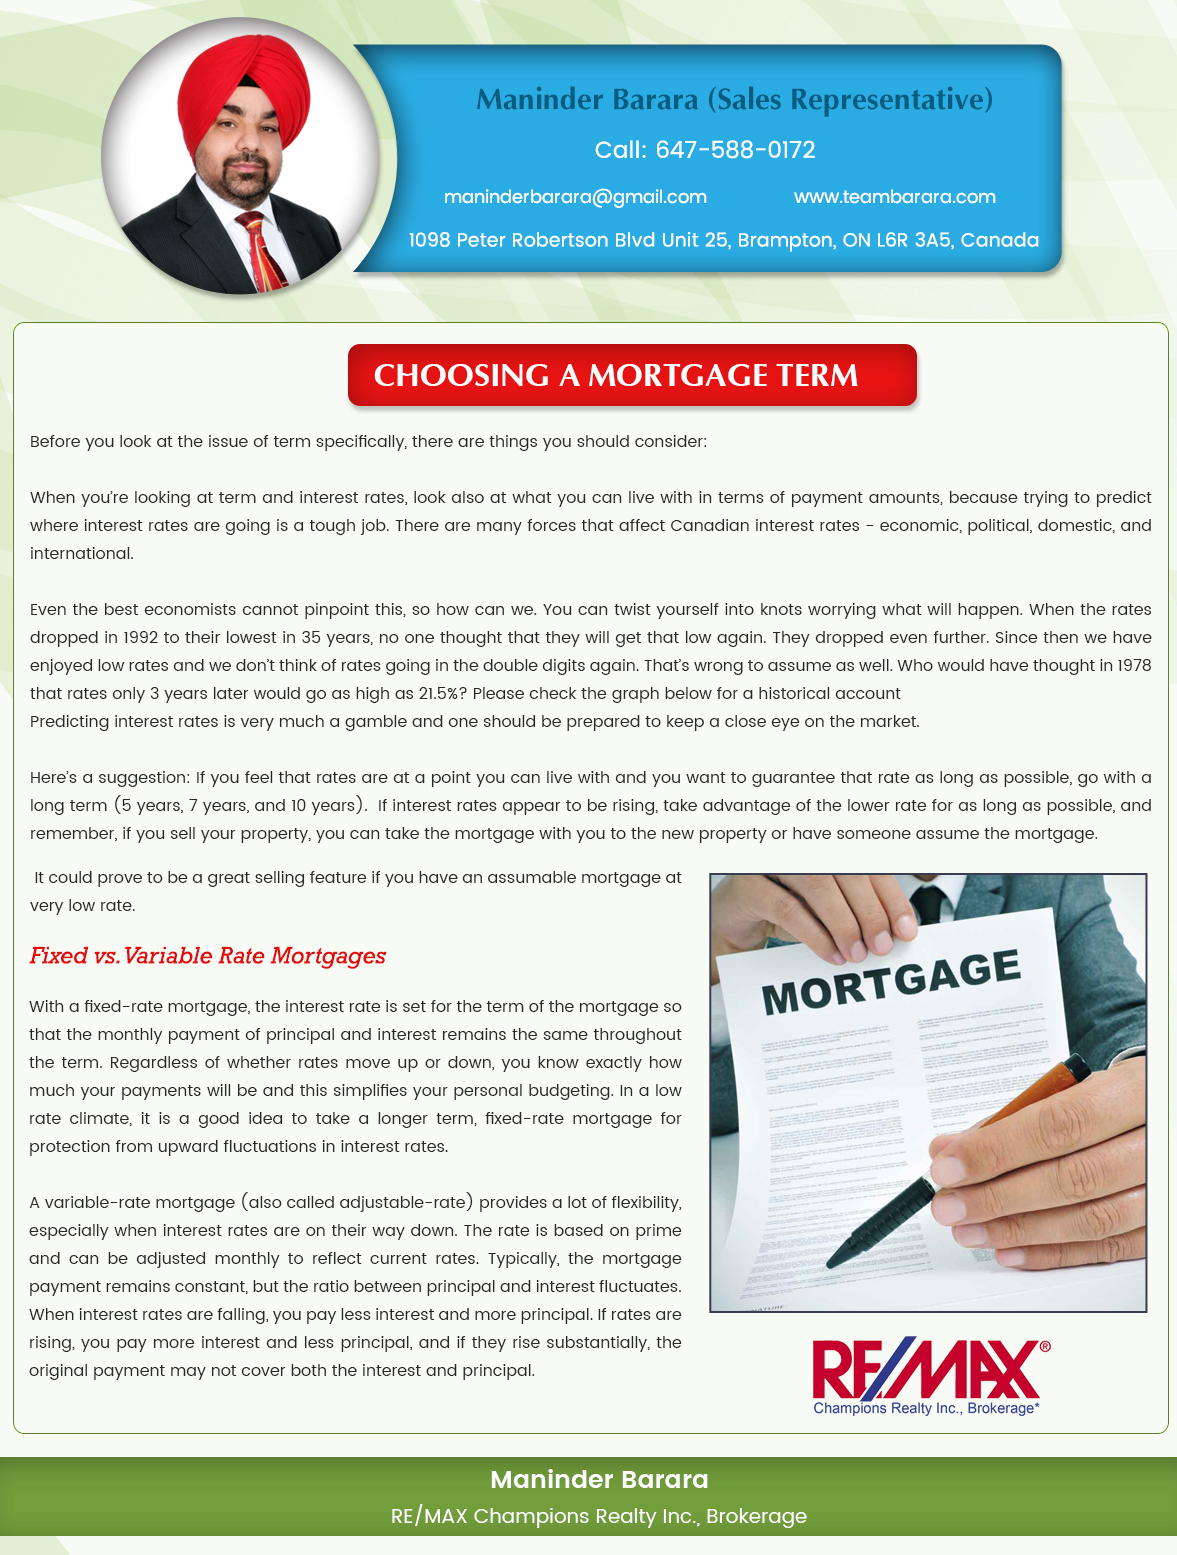 Maninder Barara (Sales Representative)
Call: 647-588-0172
maninderbarara@gmail.com www.teambarara.com
1098 Peter Robertson Blvd Unit 25, Brampton, ON L6R 3A5, Canada
CHOOSING A MORTGAGE TERM
Before you look at the issue of term specifically, there are things you should consider:
When you're looking at term and interest rates, look also at what you can live with in terms of payment amounts, because trying to predict
where interest rates are going is a tough job. There are many forces that affect Canadian interest rates - economic, political, domestic, and
international.
Even the best economists cannot pinpoint this, so how can we. You can twist yourself into knots worrying what will happen. When the rates
dropped in 1992 to their lowest in 35 years, no one thought that they will get that low again. They dropped even further. Since then we have
enjoyed low rates and we don't think of rates going in the double digits again. That's wrong to assume as well. Who would have thought in 1978
that rates only 3 years later would go as high as 21.5%? Please check the graph below for a historical account
Predicting interest rates is very much a gamble and one should be prepared to keep a close eye on the market.
Here's a suggestion: If you feel that rates are at a point you can live with and you want to guarantee that rate as long as possible, go with a
long term (5 years, 7 years, and 10 years). If interest rates appear to be rising, take advantage of the lower rate for as long as possible, and
remember, if you sell your property, you can take the mortgage with you to the new property or have someone assume the mortgage.
It could prove to be a great selling feature if you have an assumable mortgage at
very low rate.
Fixed vs. Variable Rate Mortgages
With a fixed-rate mortgage, the interest rate is set for the term of the mortgage so
that the monthly payment of principal and interest remains the same throughout
the term. Regardless of whether rates move up or down, you know exactly how
much your payments will be and this simplifies your personal budgeting. In a low
rate climate, it is a good idea to take a longer term, fixed-rate mortgage for
protection from upward fluctuations in interest rates.
A variable-rate mortgage (also called adjustable-rate) provides a lot of flexibility,
especially when interest rates are on their way down. The rate is based on prime
and can be adjusted monthly to reflect current rates. Typically, the mortgage
payment remains constant, but the ratio between principal and interest fluctuates.
When interest rates are falling, you pay less interest and more principal. If rates are
rising, you pay more interest and less principal, and if they rise substantially, the
original payment may not cover both the interest and principal.
MORTGAGE
RE/MAX®
Champions Realty Inc., Brokerage*
Maninder Barara
RE/MAX Champions Realty Inc., Brokerage